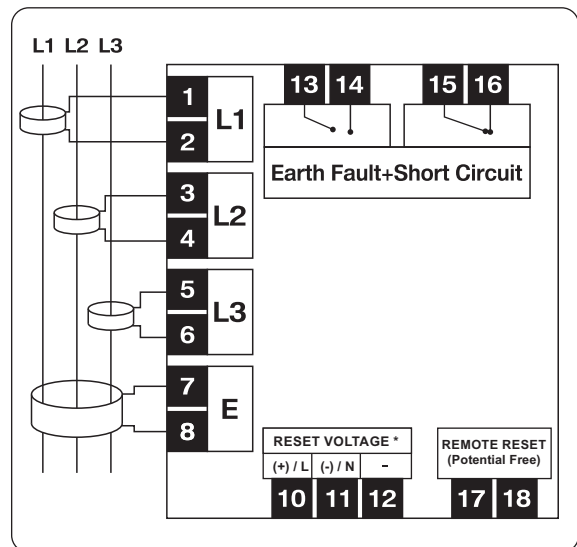 L1 L2 L3
13 14 15 16
1
L1
2
Earth Fault+Short Circuit
3
L2
4
5
L3
6
7
E
8
RESET VOLTAGE *
(+) / L (-) / N –
10 11 12
REMOTE RESET
(Potential Free)
17 18